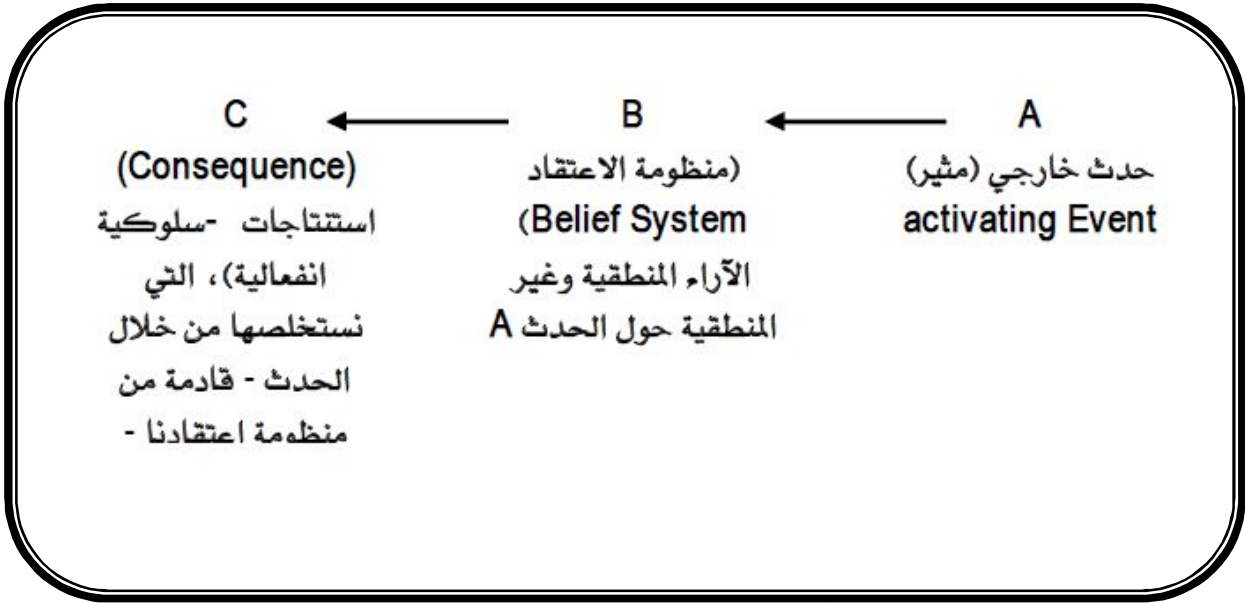 A
حدث خارجي (مثير)
activating Event
B
(منظومة الاعتقاد
Belief System)
الآراء المنطقية وغير
المنطقية حول الحدث A
C
(Consequence)
استنتاجات -سلوكية
انفعالية)، التي
نستخلصها من خلال
الحدث - قادمة من
منظومة اعتقادنا -